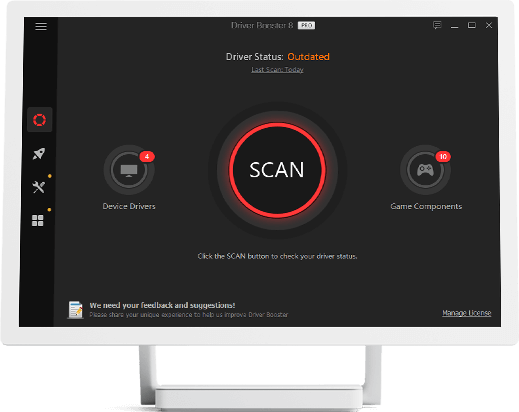 Driver Booster 8 PRO
Driver Status: Outdated
Last Scan: Today
4
10
SCAN
Device Drivers
Game Components
Click the SCAN button to check your driver status.
We need your feedback and suggestions!
Please share your unique experience to help us improve Driver Booster
Manage License